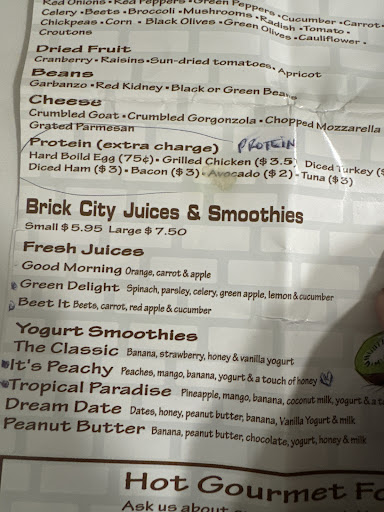 Red Onions • Red Peppers • Green Peppers • Cucumber • Carrot •
Celery • Beets • Broccoli • Mushrooms • Radish • Tomato •
Chickpeas • Corn • Black Olives • Green Olives • Cauliflower •
Croutons
Dried Fruit
Cranberry • Raisins • Sun-dried tomatoes • Apricot
Beans
Garbanzo • Red Kidney • Black or Green Beans
Cheese
Crumbled Goat • Crumbled Gorgonzola • Chopped Mozzarella
Grated Parmesan
Protein (extra charge) PROTEIN
Hard Boild Egg (75¢) • Grilled Chicken ($3.5) Diced Turkey ($
Diced Ham ($3) • Bacon ($3) • Avocado ($2) • Tuna ($3)
Brick City Juices & Smoothies
Small $5.95 Large $7.50
Fresh Juices
Good Morning Orange, carrot & apple
Green Delight Spinach, parsley, celery, green apple, lemon & cucumber
Beet It Beets, carrot, red apple & cucumber
Yogurt Smoothies
The Classic Banana, strawberry, honey & vanilla yogurt
It's Peachy Peaches, mango, banana, yogurt & a touch of honey
Tropical Paradise Pineapple, mango, banana, coconut milk, yogurt & a
Dream Date Dates, honey, peanut butter, banana, Vanilla Yogurt & milk
Peanut Butter Banana, peanut butter, chocolate, yogurt, honey & milk
Hot Gourmet Fo
Ask us about